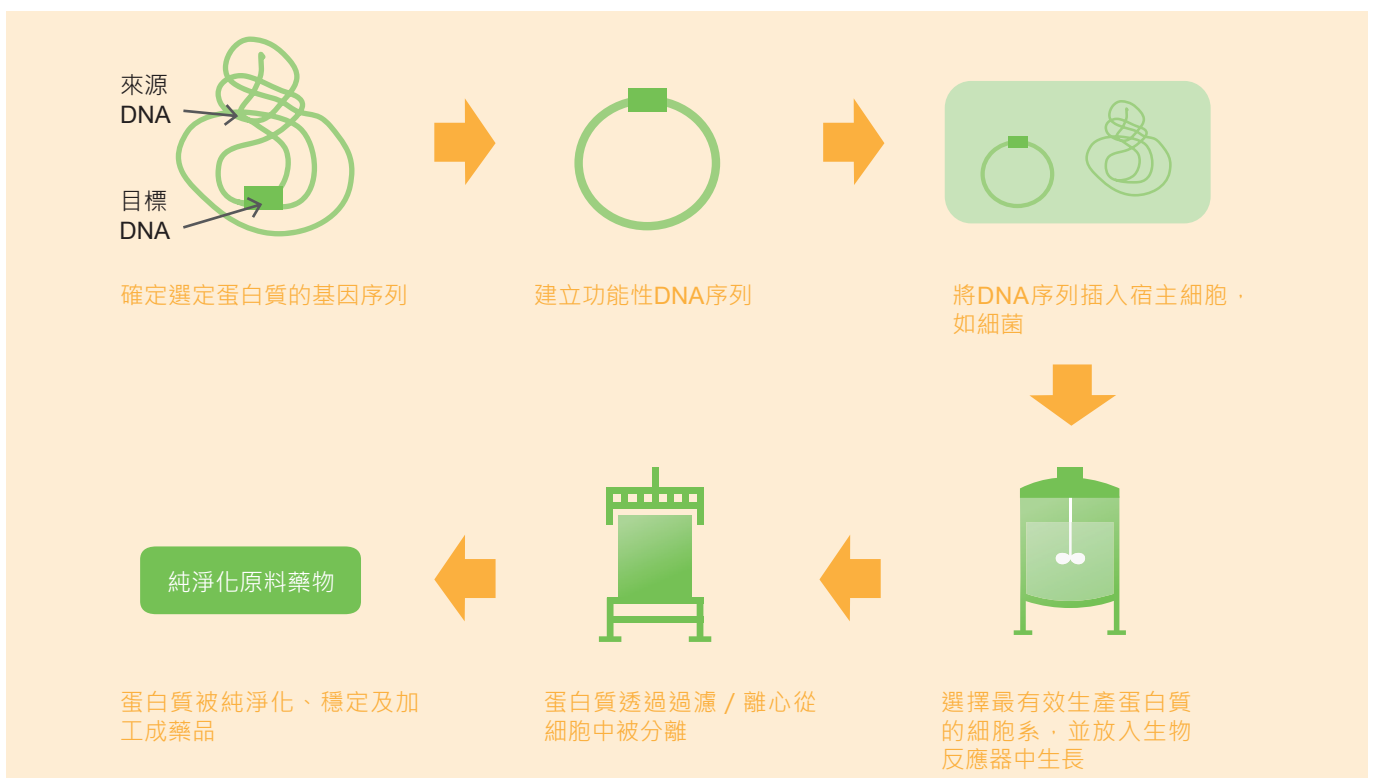 來源
DNA
目標
DNA
確定選定蛋白質的基因序列
建立功能性DNA序列
將DNA序列插入宿主細胞，
如細菌
選擇最有效生產蛋白質
的細胞系，並放入生物
反應器中生長
蛋白質透過過濾 / 離心從
細胞中被分離
純淨化原料藥物
蛋白質被純淨化、穩定及加
工成藥品